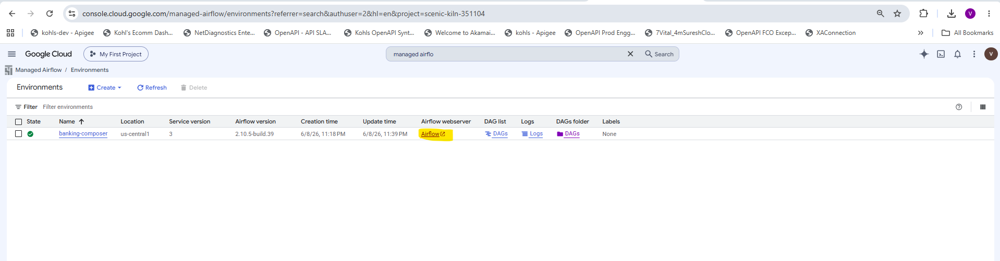 console.cloud.google.com/managed-airflow/environments?referrer=search&authuser=2&hl=en&project=scenic-kiln-351104 V
kohls-dev - Apigee Kohl's Ecomm Dash... NetDiagnostics Ente... OpenAPI - API SLA... Kohls OpenAPI Synt... Welcome to Akamai... kohls - Apigee OpenAPI Prod Engg... 7Vital_4mSureshClo... OpenAPI FCO Excep... XAConnection » All Bookmarks
Google Cloud My First Project managed airflo Search V
Managed Airflow / Environments
Environments Create Refresh Delete
Filter Filter environments
State Name Location Service version Airflow version Creation time Update time Airflow webserver DAG list Logs DAGs folder Labels
banking-composer us-central1 3 2.10.5-build.39 6/8/26, 11:18 PM 6/8/26, 11:39 PM Airflow DAGs Logs DAGs None